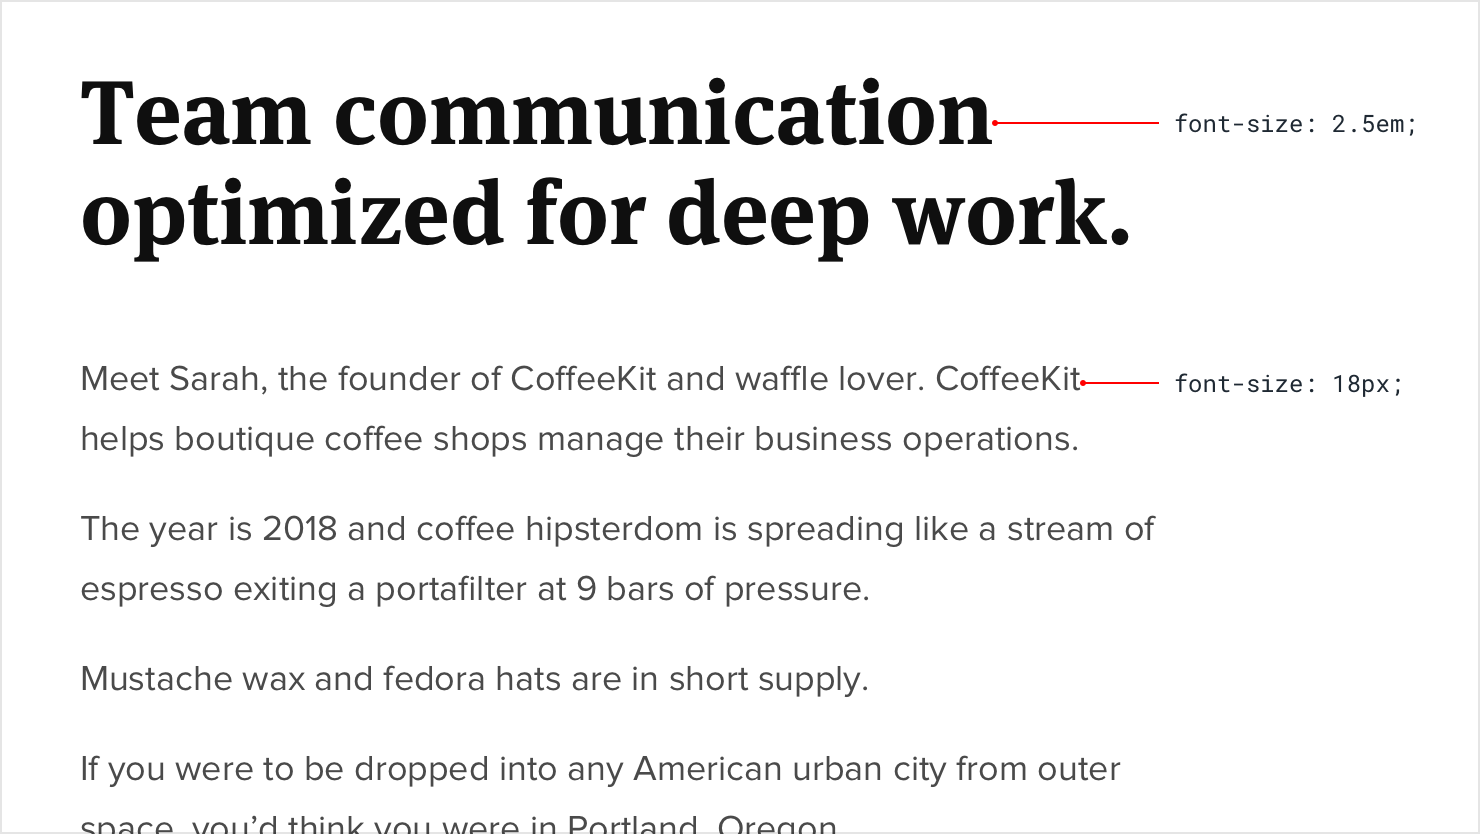 Team communication
font-size: 2.5em;
optimized for deep work.
Meet Sarah, the founder of CoffeeKit and waffle lover. CoffeeKit
font-size: 18px;
helps boutique coffee shops manage their business operations.
The year is 2018 and coffee hipsterdom is spreading like a stream of
espresso exiting a portafilter at 9 bars of pressure.
Mustache wax and fedora hats are in short supply.
If you were to be dropped into any American urban city from outer
space, you’d think you were in Portland, Oregon.